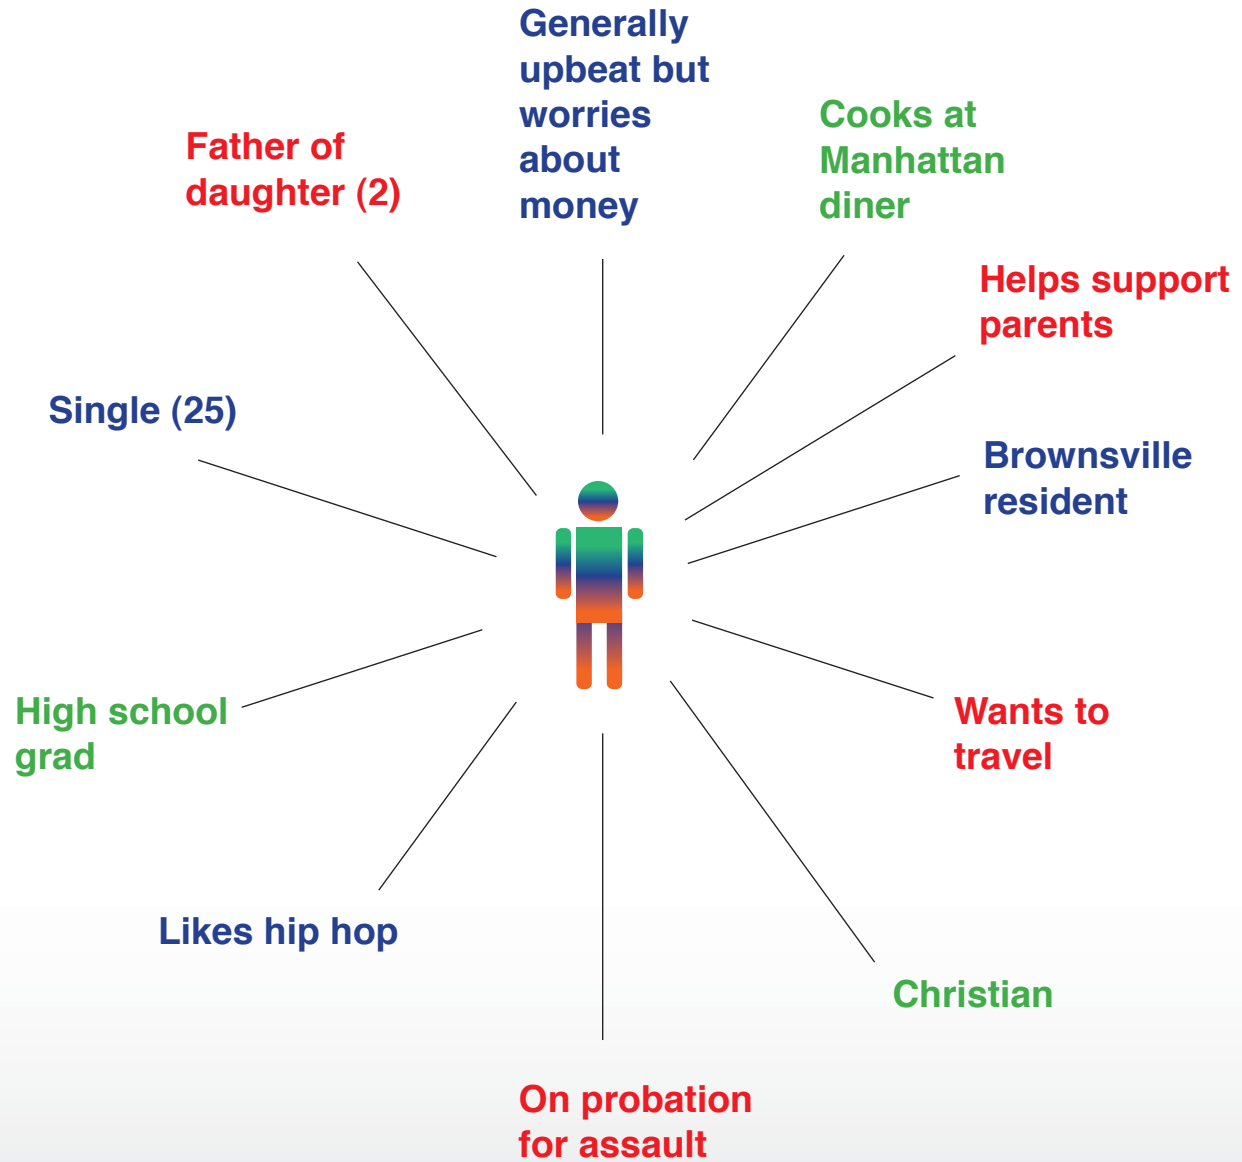 Generally
upbeat but
worries
about
money
Cooks at
Manhattan
diner
Father of
daughter (2)
Helps support
parents
Single (25)
Brownsville
resident
High school
grad
Wants to
travel
Likes hip hop
Christian
On probation
for assault